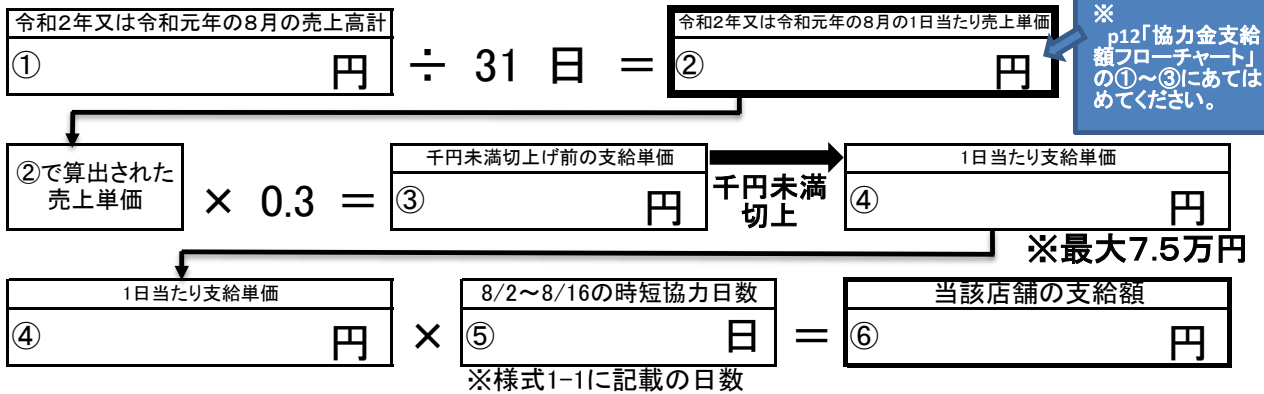 令和2年又は令和元年の8月の売上高計
① 円
÷ 31 日 =
令和2年又は令和元年の8月の1日当たり売上単価
② 円
※
p12「協力金支給
額フローチャート」
の①~③にあては
めてください。
②で算出された
売上単価
× 0.3 =
千円未満切上げ前の支給単価
③ 円
千円未満
切上
1日当たり支給単価
④ 円
※最大7.5万円
1日当たり支給単価
④ 円
×
8/2~8/16の時短協力日数
⑤ 日
※様式1-1に記載の日数
=
当該店舗の支給額
⑥ 円